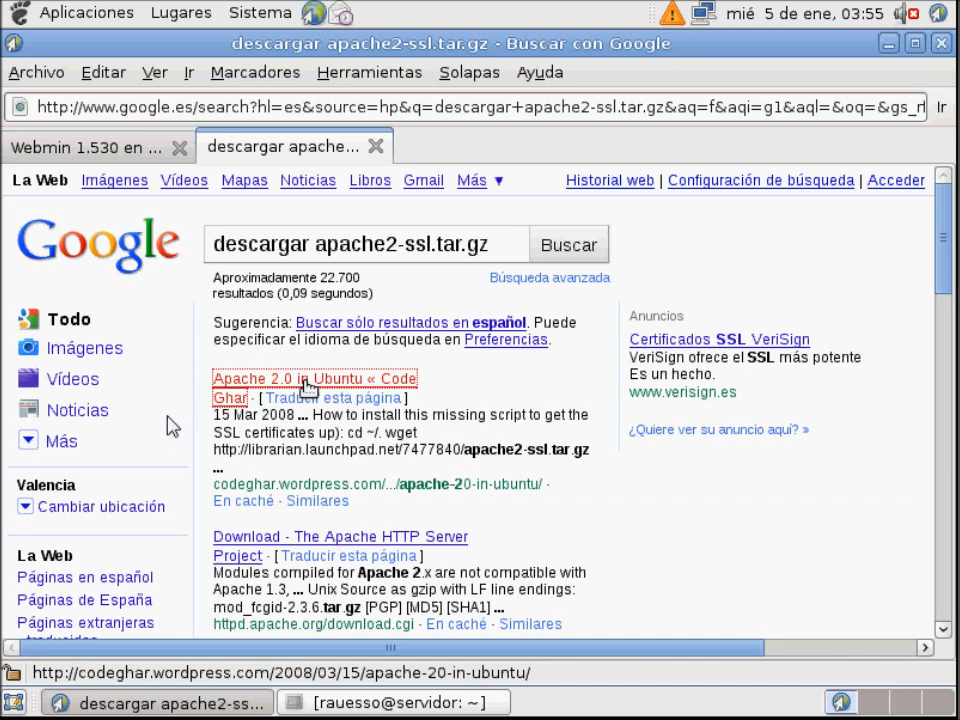 Aplicaciones Lugares Sistema mié 5 de ene, 03:55
descargar apache2-ssl.tar.gz - Buscar con Google
Archivo Editar Ver Ir Marcadores Herramientas Solapas Ayuda
http://www.google.es/search?hl=es&source=hp&q=descargar+apache2-ssl.tar.gz&aq=f&aqi=g1&aql=&oq=&gs_rf Ir
Webmin 1.530 en ... descargar apache...
La Web Imágenes Vídeos Mapas Noticias Libros Gmail Más ▼ Historial web | Configuración de búsqueda | Acceder
Google descargar apache2-ssl.tar.gz Buscar
Aproximadamente 22.700 Búsqueda avanzada
resultados (0,09 segundos)
Todo
Imágenes
Vídeos
Noticias
Más
Valencia
Cambiar ubicación
La Web
Páginas en español
Páginas de España
Páginas extranjeras
traducidas
Sugerencia: Buscar sólo resultados en español. Puede
especificar el idioma de búsqueda en Preferencias.
Apache 2.0 in Ubuntu « Code
Ghar - [ Traducir esta página ]
15 Mar 2008 ... How to install this missing script to get the
SSL certificates up): cd ~/. wget
http://librarian.launchpad.net/7477840/apache2-ssl.tar.gz
...
codeghar.wordpress.com/.../apache-20-in-ubuntu/ -
En caché - Similares
Download - The Apache HTTP Server
Project - [ Traducir esta página ]
Modules compiled for Apache 2.x are not compatible with
Apache 1.3, ... Unix Source as gzip with LF line endings:
mod_fcgid-2.3.6.tar.gz [PGP] [MD5] [SHA1] ...
httpd.apache.org/download.cgi - En caché - Similares
Anuncios
Certificados SSL VeriSign
VeriSign ofrece el SSL más potente
Es un hecho.
www.verisign.es
¿Quiere ver su anuncio aquí? »
http://codeghar.wordpress.com/2008/03/15/apache-20-in-ubuntu/
descargar apache2-ss... [rauesso@servidor: ~]